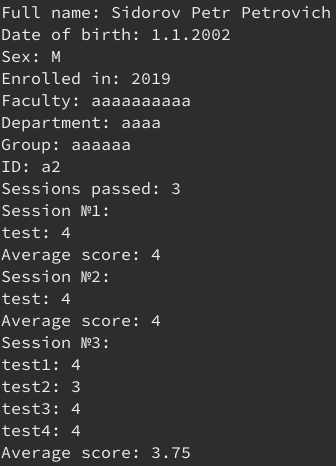 Full name: Sidorov Petr Petrovich
Date of birth: 1.1.2002
Sex: M
Enrolled in: 2019
Faculty: aaaaaaaaaa
Department: aaaa
Group: aaaaaa
ID: a2
Sessions passed: 3
Session №1:
test: 4
Average score: 4
Session №2:
test: 4
Average score: 4
Session №3:
test1: 4
test2: 3
test3: 4
test4: 4
Average score: 3.75